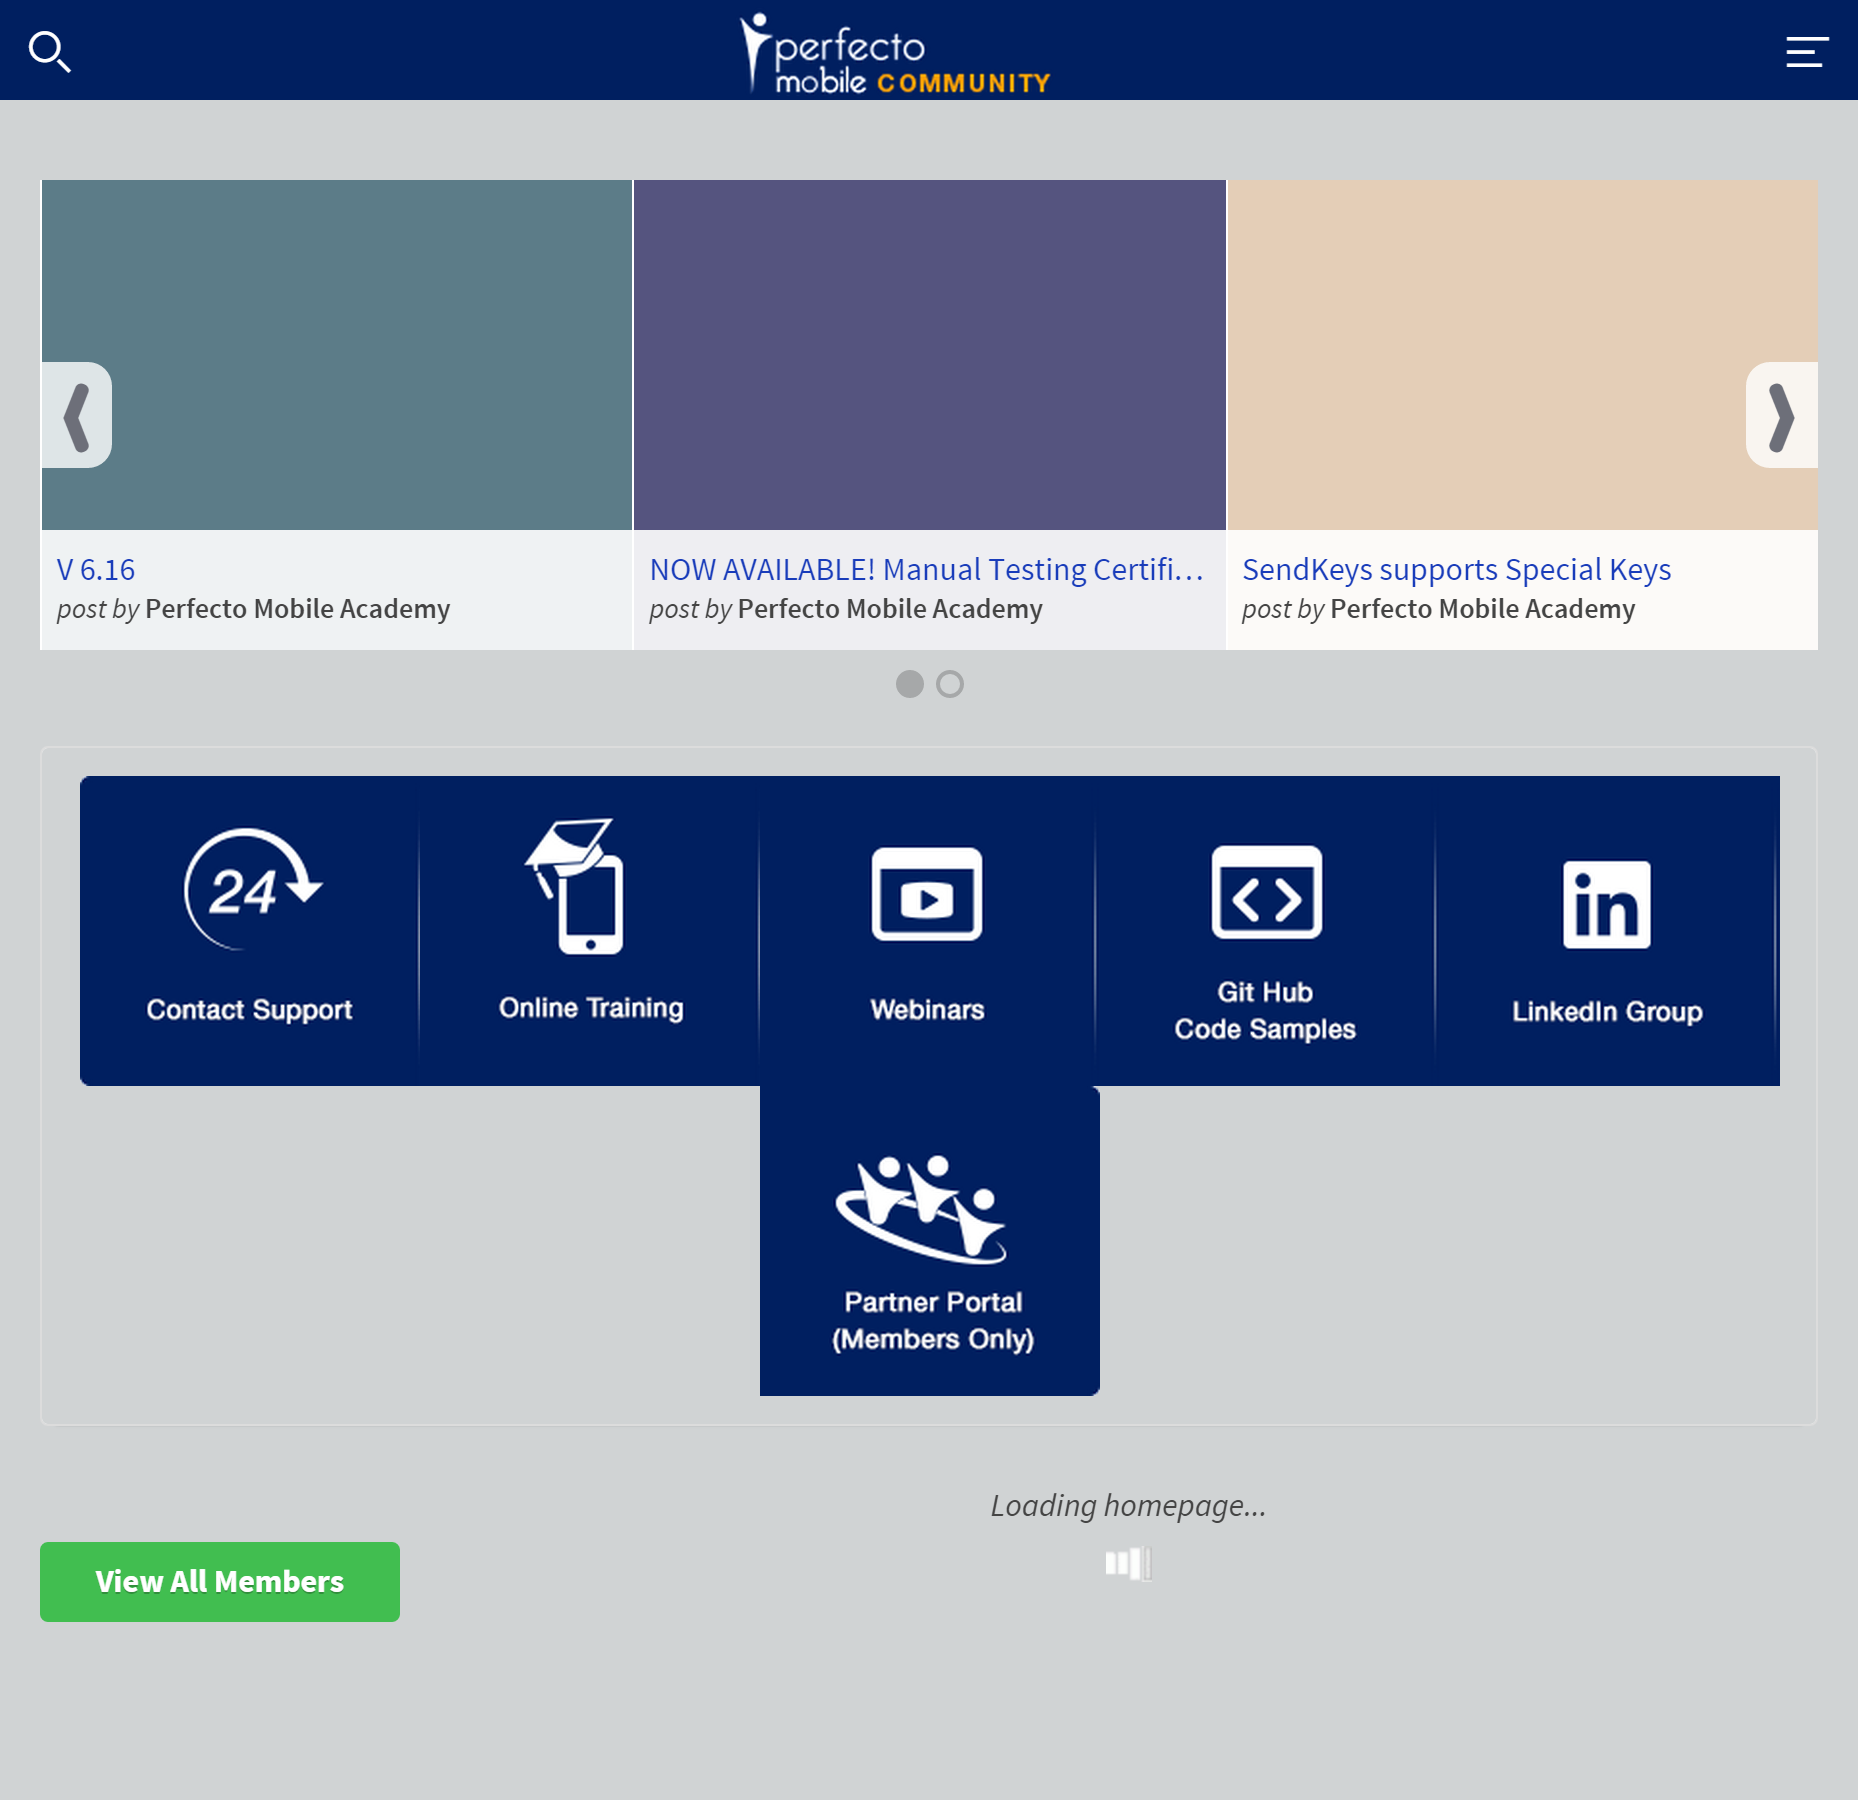 perfecto
mobile COMMUNITY
V 6.16
post by Perfecto Mobile Academy
NOW AVAILABLE! Manual Testing Certifi…
post by Perfecto Mobile Academy
SendKeys supports Special Keys
post by Perfecto Mobile Academy
24
Contact Support
Online Training
Webinars
Git Hub
Code Samples
in
LinkedIn Group
Partner Portal
(Members Only)
Loading homepage...
View All Members